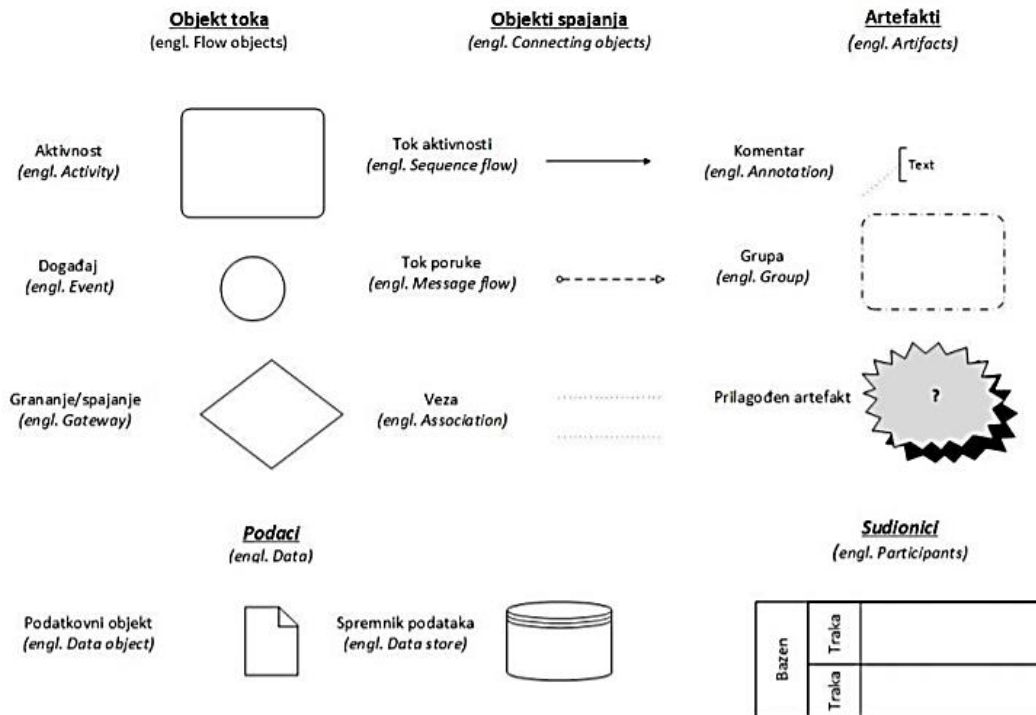 Objekt toka
(engl. Flow objects)
Objekti spajanja
(engl. Connecting objects)
Artefakti
(engl. Artifacts)
Aktivnost
(engl. Activity)
Tok aktivnosti
(engl. Sequence flow)
Komentar
(engl. Annotation)
Text
Događaj
(engl. Event)
Tok poruke
(engl. Message flow)
Grupa
(engl. Group)
Grananje/spajanje
(engl. Gateway)
Veza
(engl. Association)
Prilagođen artefakt
?
Podaci
(engl. Data)
Sudionici
(engl. Participants)
Podatkovni objekt
(engl. Data object)
Spremnik podataka
(engl. Data store)
Bazen
Traka
Traka